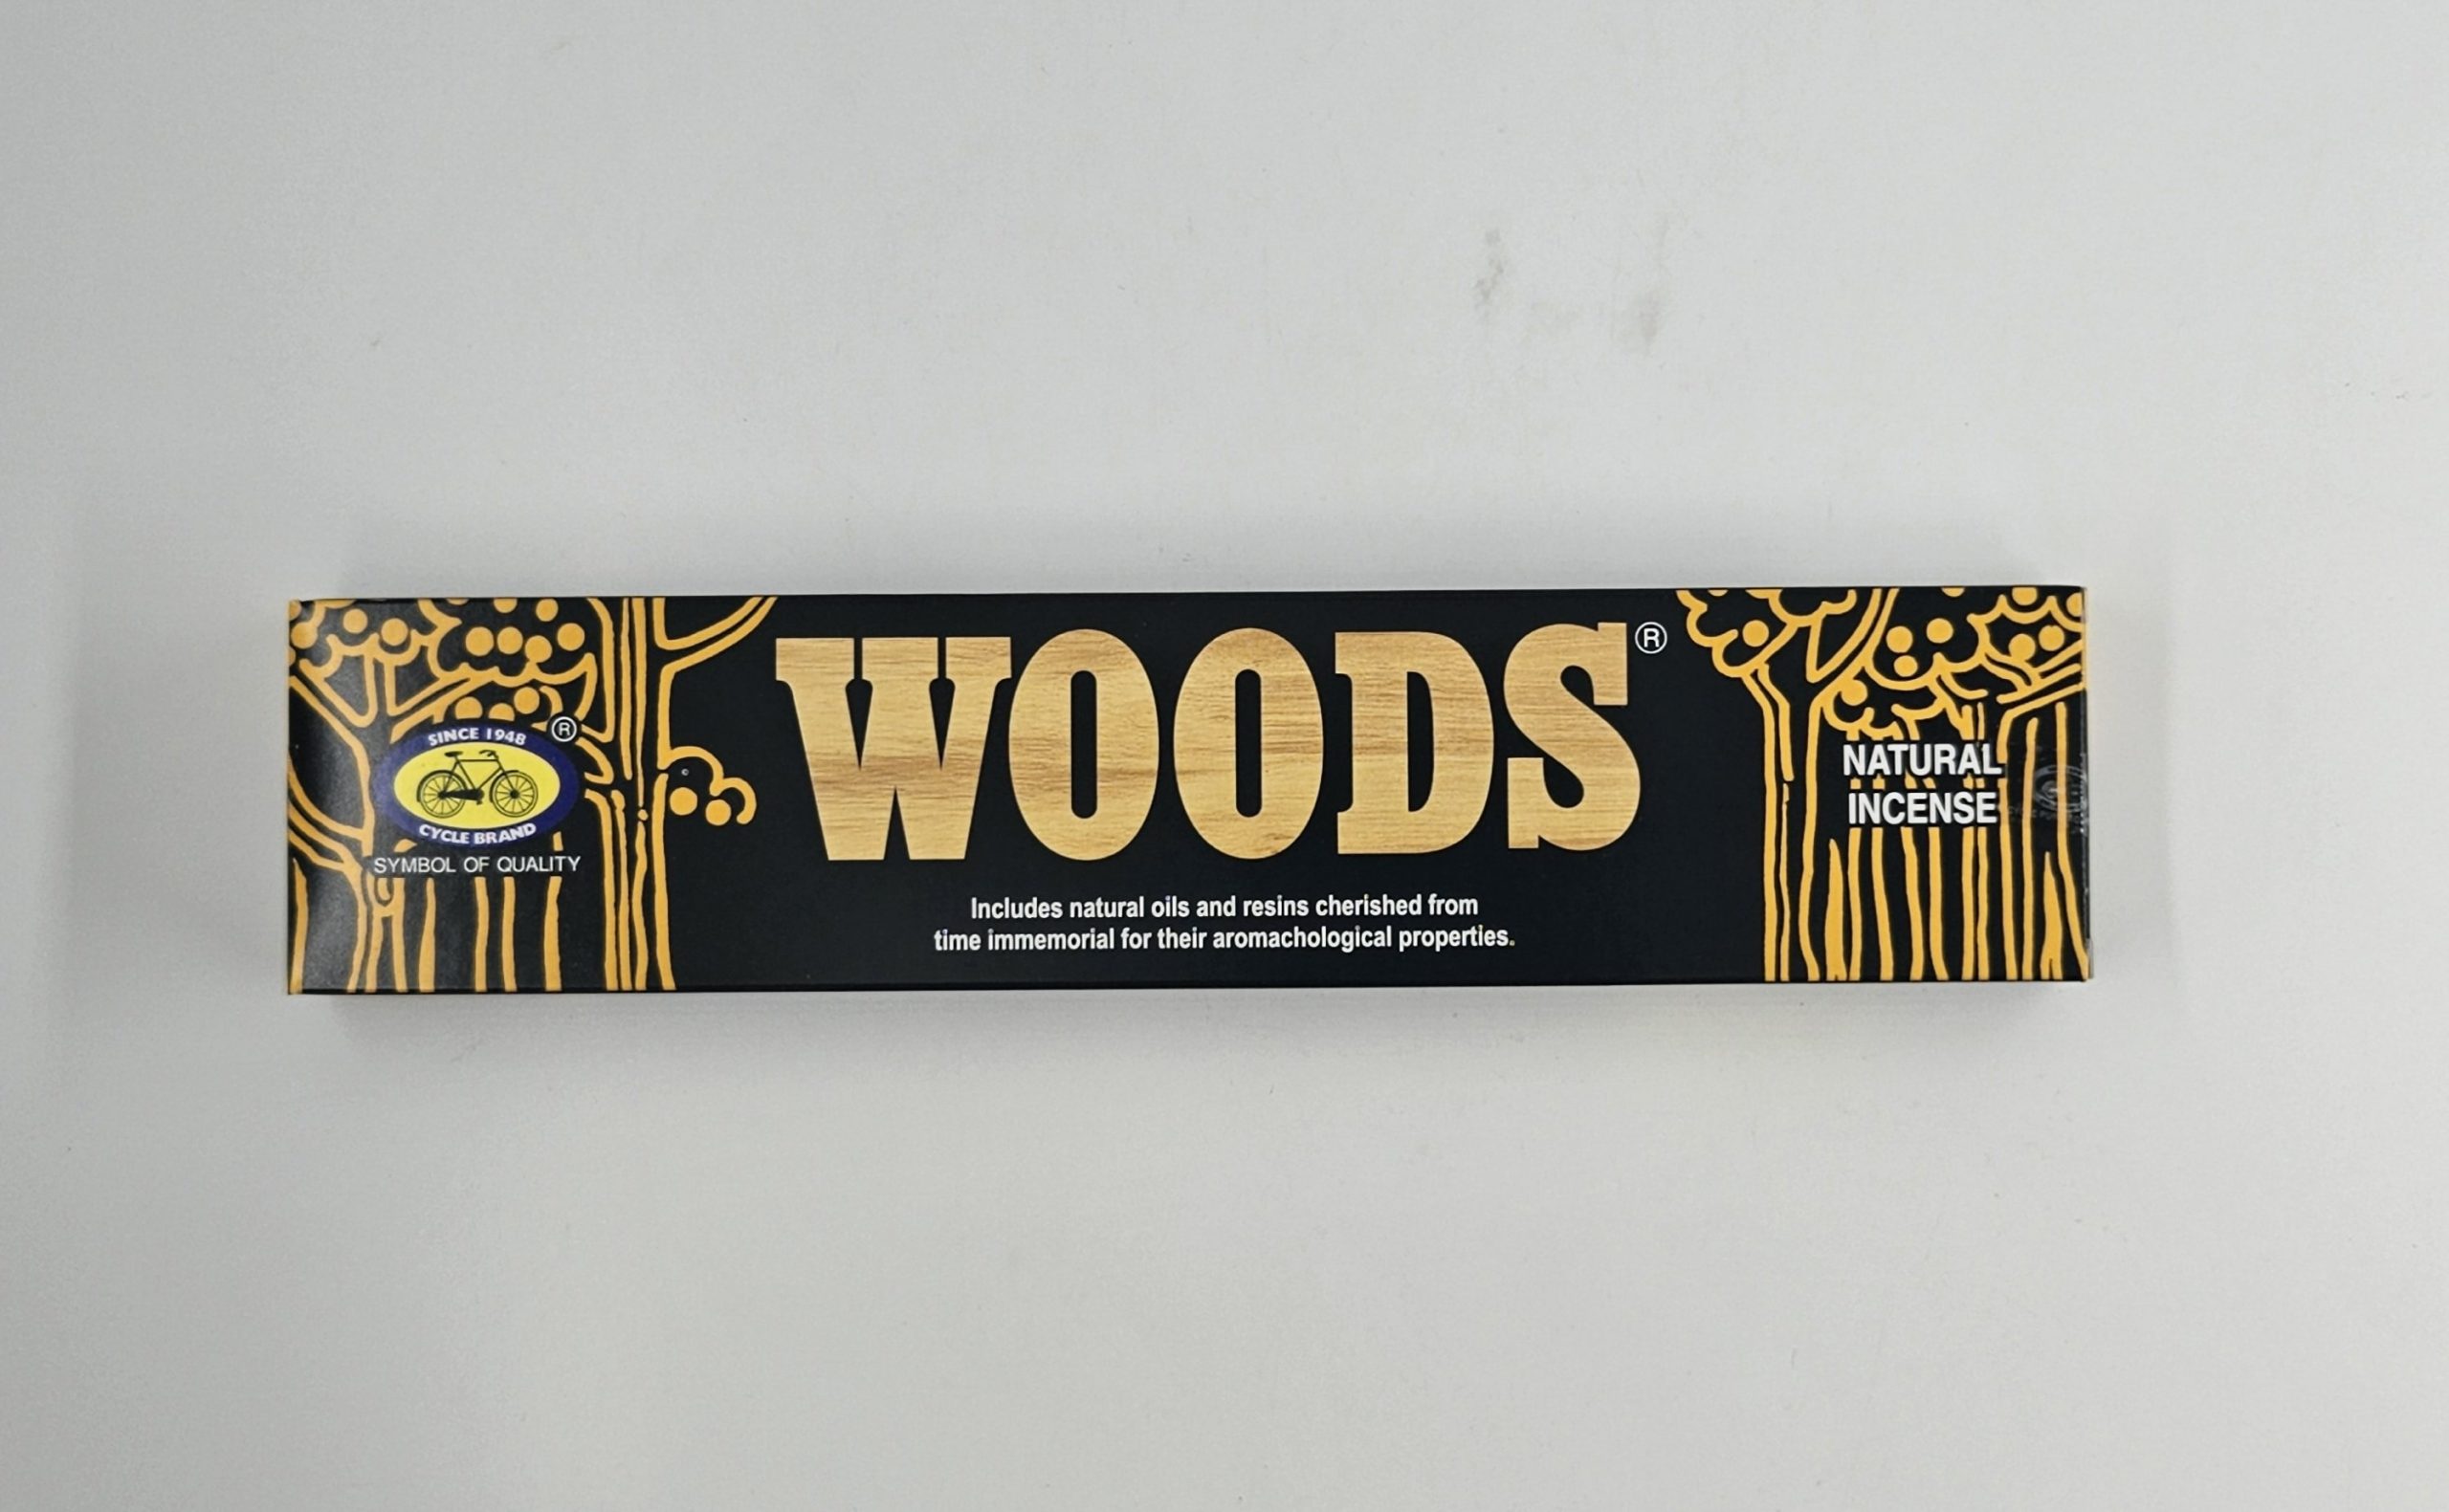 SINCE 1948
®
CYCLE BRAND
SYMBOL OF QUALITY
WOODS®
Includes natural oils and resins cherished from
time immemorial for their aromachological properties.
NATURAL
INCENSE